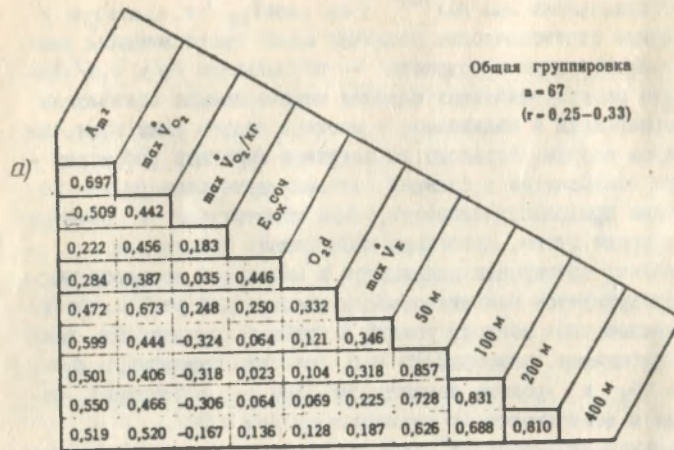 Общая группировка
n = 67
(r = 0,25—0,33)
а)
A н.г
max V̇O₂
max V̇O₂/кг
Eох соч
O₂d
max V̇E
50 м
100 м
200 м
400 м
0,697
−0,509 0,442
0,222 0,456 0,183
0,284 0,387 0,035 0,446
0,472 0,673 0,248 0,250 0,332
0,599 0,444 −0,324 0,064 0,121 0,346
0,501 0,406 −0,318 0,023 0,104 0,318 0,857
0,550 0,466 −0,306 0,064 0,069 0,225 0,728 0,831
0,519 0,520 −0,167 0,136 0,128 0,187 0,626 0,688 0,810